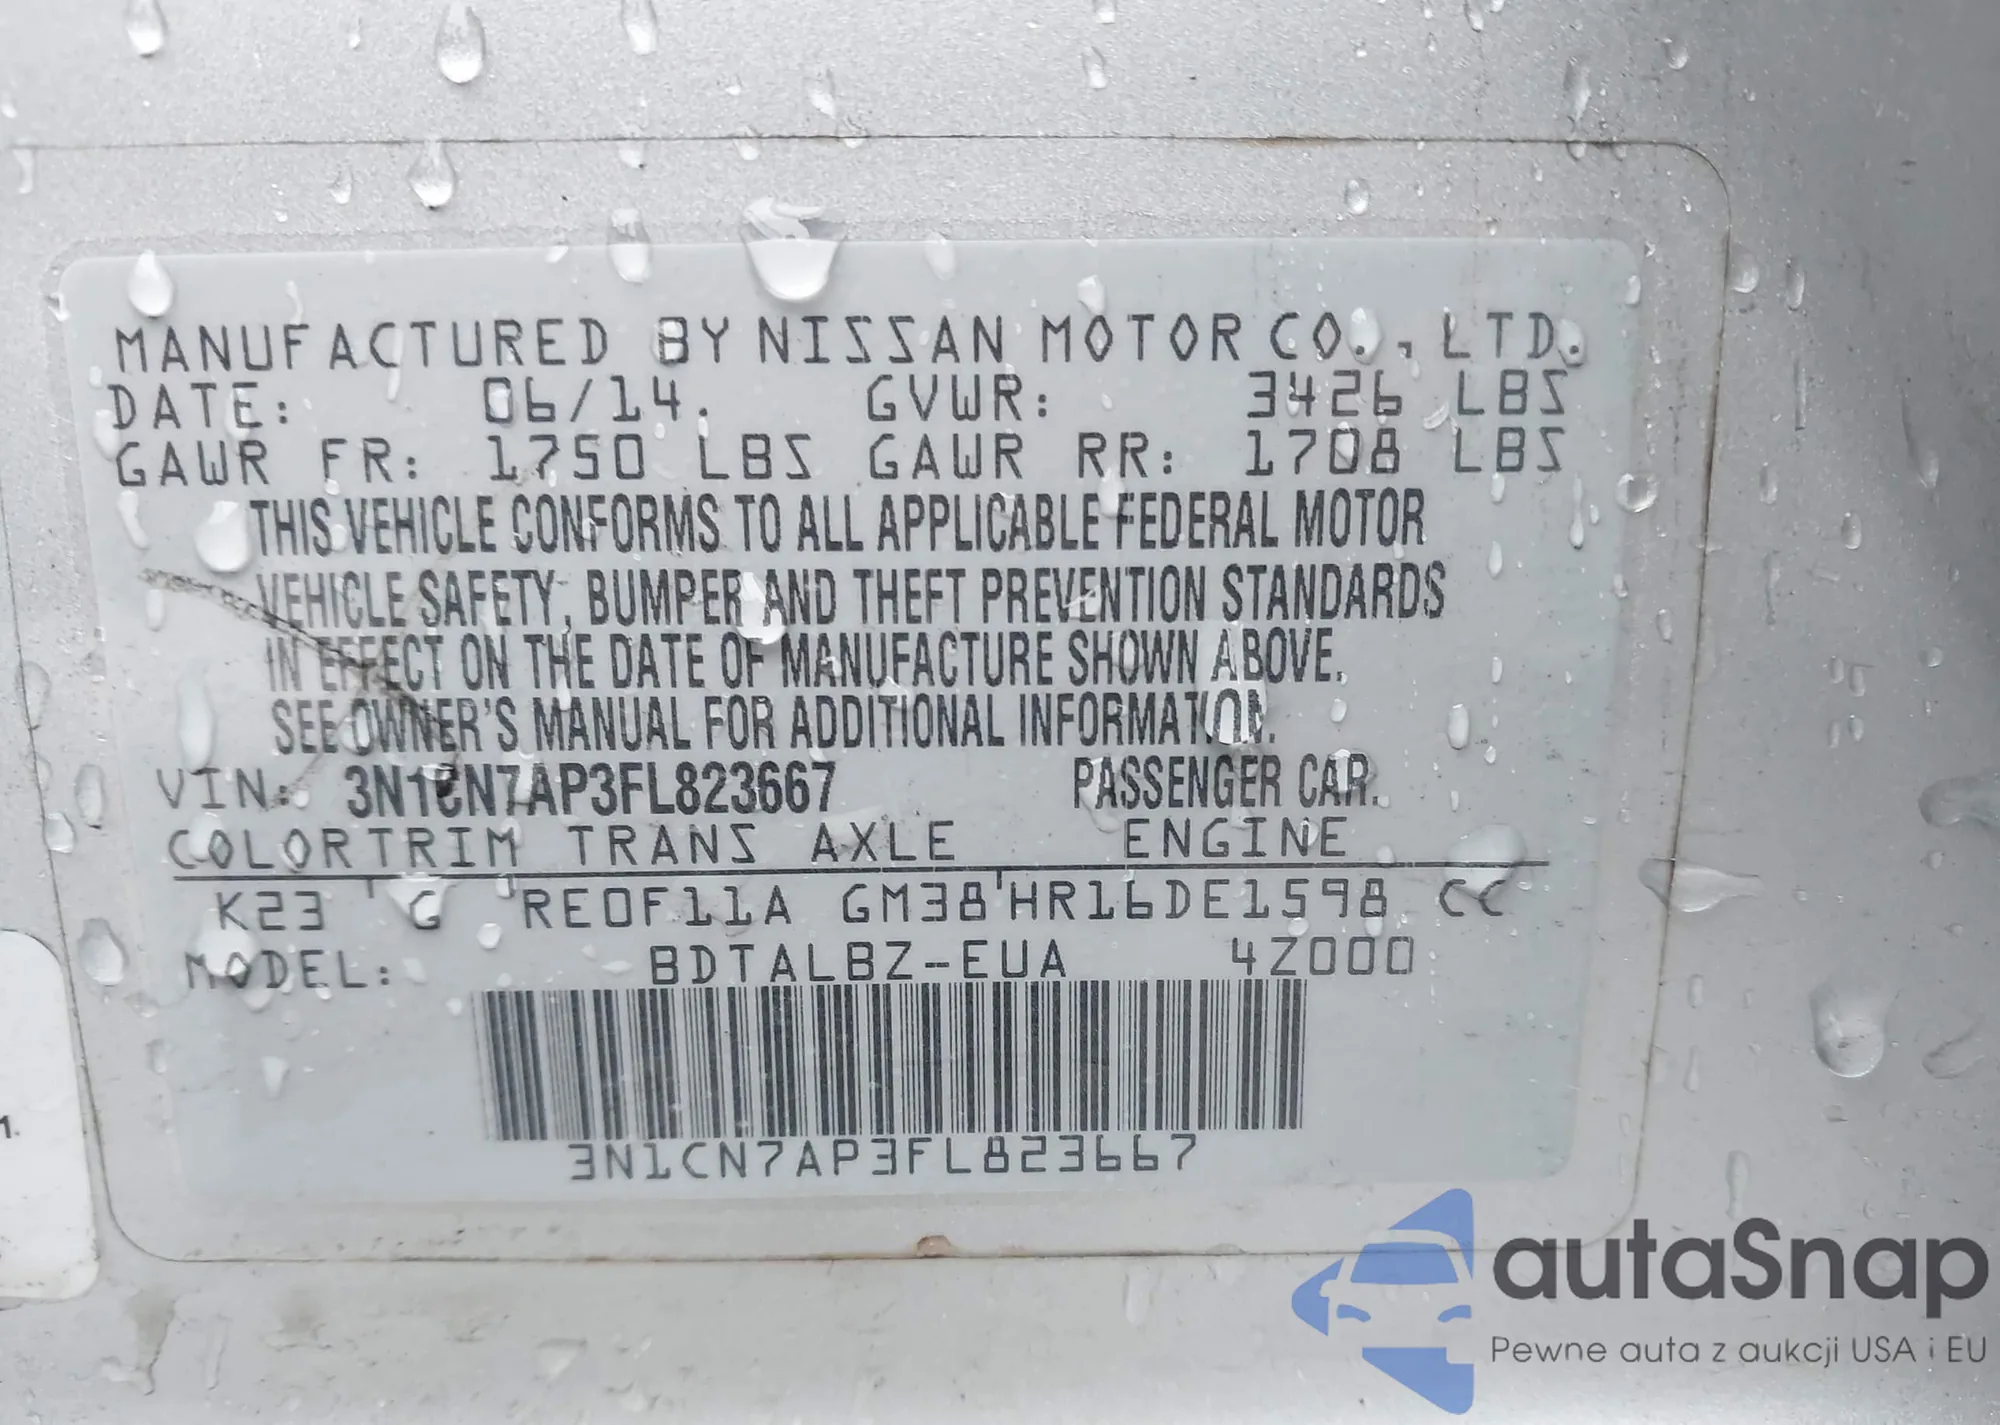 MANUFACTURED BY NISSAN MOTOR CO., LTD.
DATE: 06/14. GVWR: 3426 LBS
GAWR FR: 1750 LBS GAWR RR: 1708 LBS
THIS VEHICLE CONFORMS TO ALL APPLICABLE FEDERAL MOTOR
VEHICLE SAFETY, BUMPER AND THEFT PREVENTION STANDARDS
IN EFFECT ON THE DATE OF MANUFACTURE SHOWN ABOVE.
SEE OWNER'S MANUAL FOR ADDITIONAL INFORMATION.
VIN: 3N1CN7AP3FL823667 PASSENGER CAR.
COLORTRIM TRANS AXLE ENGINE
K23 G RE0F11A GM38 HR16DE1598 CC
MODEL: BDTALBZ-EUA 4Z000
3N1CN7AP3FL823667
1.
autaSnap
Pewne auta z aukcji USA i EU